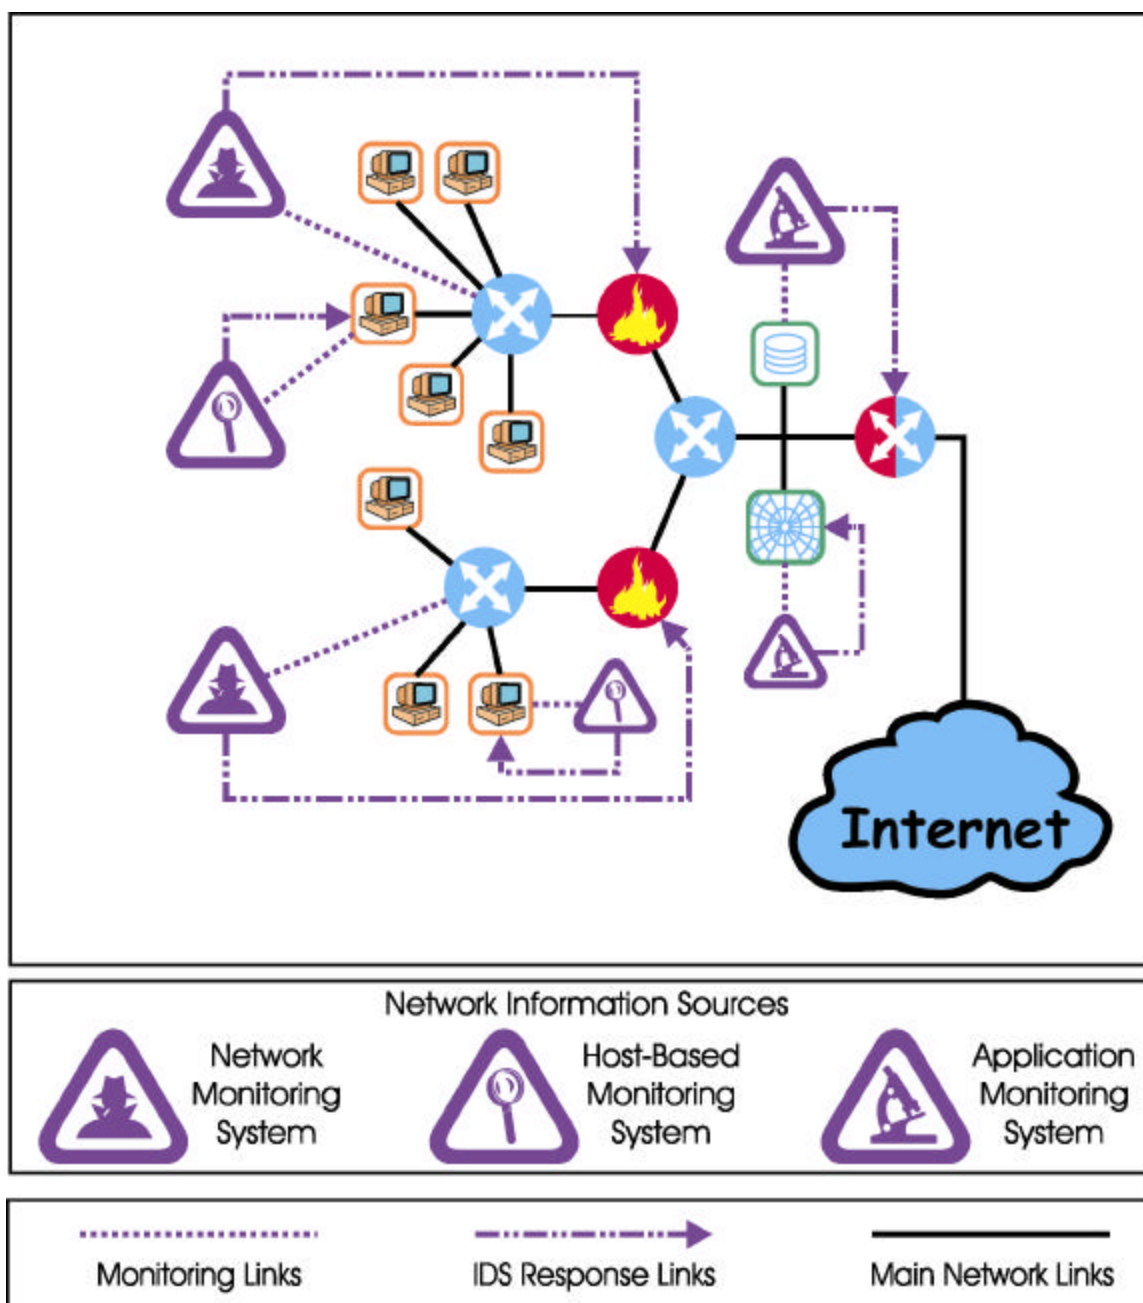 Internet
Network Information Sources
Network
Monitoring
System
Host-Based
Monitoring
System
Application
Monitoring
System
Monitoring Links
IDS Response Links
Main Network Links